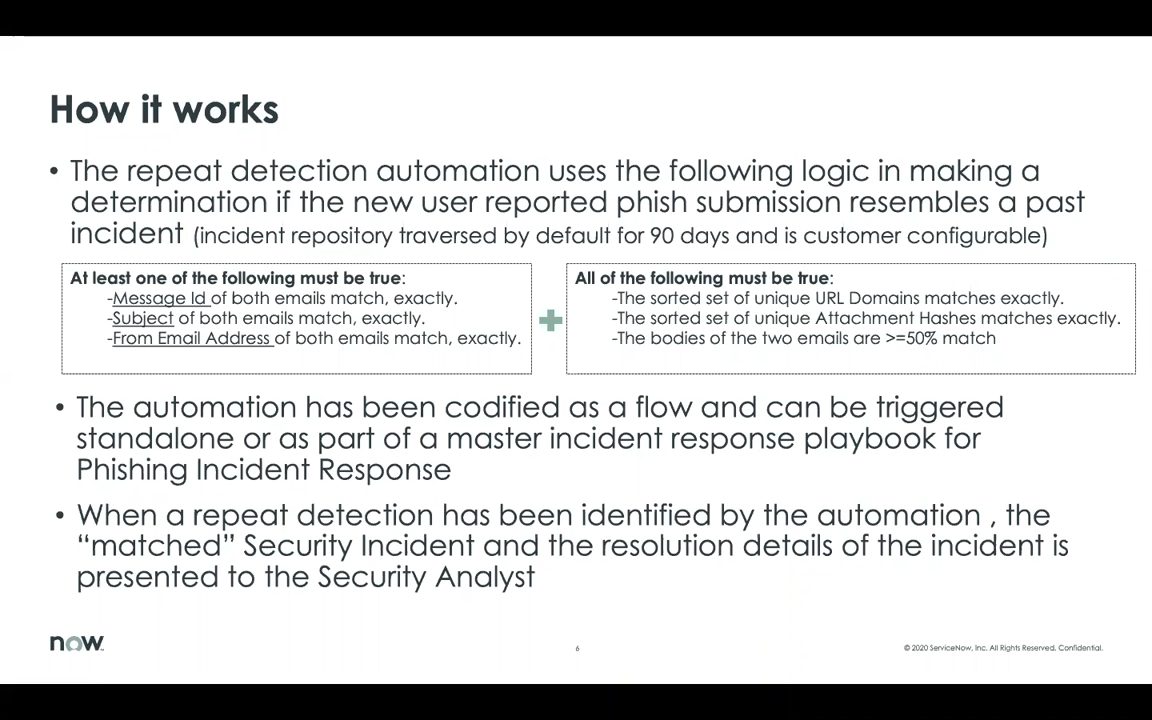 How it works
• The repeat detection automation uses the following logic in making a
determination if the new user reported phish submission resembles a past
incident (incident repository traversed by default for 90 days and is customer configurable)
At least one of the following must be true:
-Message Id of both emails match, exactly.
-Subject of both emails match, exactly.
-From Email Address of both emails match, exactly.
All of the following must be true:
-The sorted set of unique URL Domains matches exactly.
-The sorted set of unique Attachment Hashes matches exactly.
-The bodies of the two emails are >=50% match
• The automation has been codified as a flow and can be triggered
standalone or as part of a master incident response playbook for
Phishing Incident Response
• When a repeat detection has been identified by the automation , the
“matched” Security Incident and the resolution details of the incident is
presented to the Security Analyst
now
6
© 2020 ServiceNow, Inc. All Rights Reserved. Confidential.